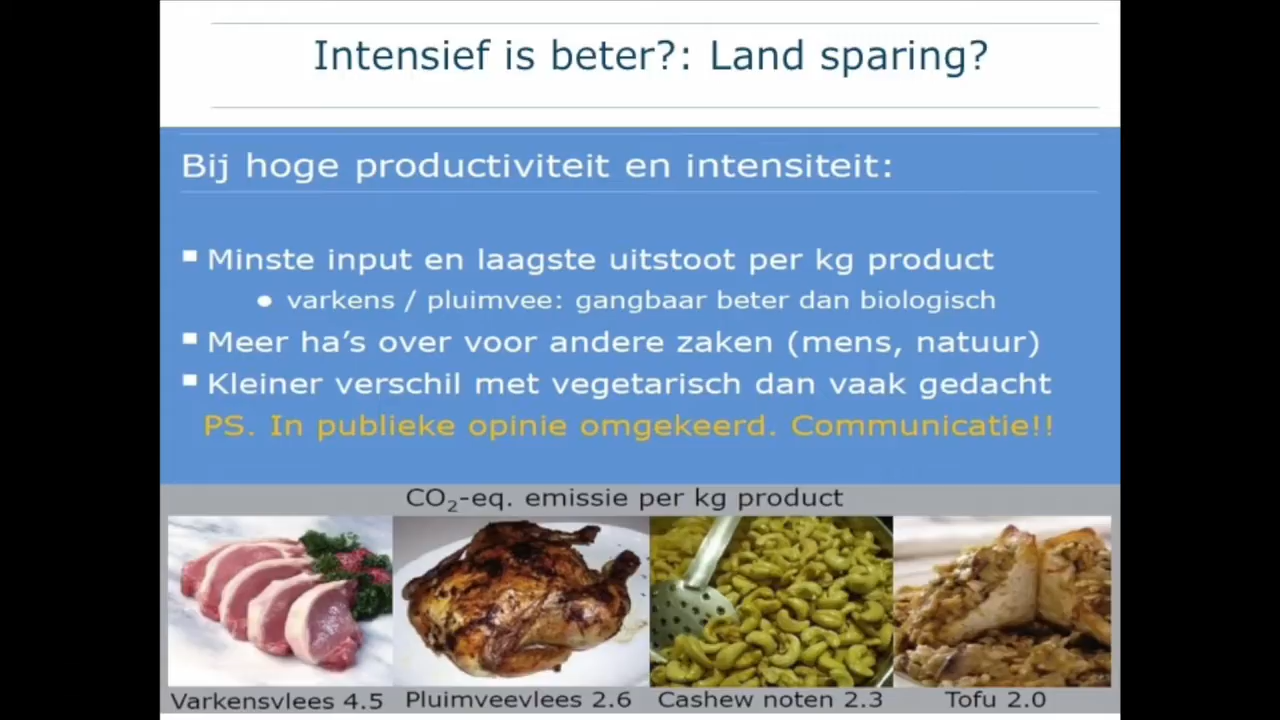 Intensief is beter?: Land sparing?
Bij hoge productiviteit en intensiteit:
Minste input en laagste uitstoot per kg product
varkens / pluimvee: gangbaar beter dan biologisch
Meer ha's over voor andere zaken (mens, natuur)
Kleiner verschil met vegetarisch dan vaak gedacht
PS. In publieke opinie omgekeerd. Communicatie!!
CO₂-eq. emissie per kg product
Varkensvlees 4.5 Pluimveevlees 2.6 Cashew noten 2.3 Tofu 2.0